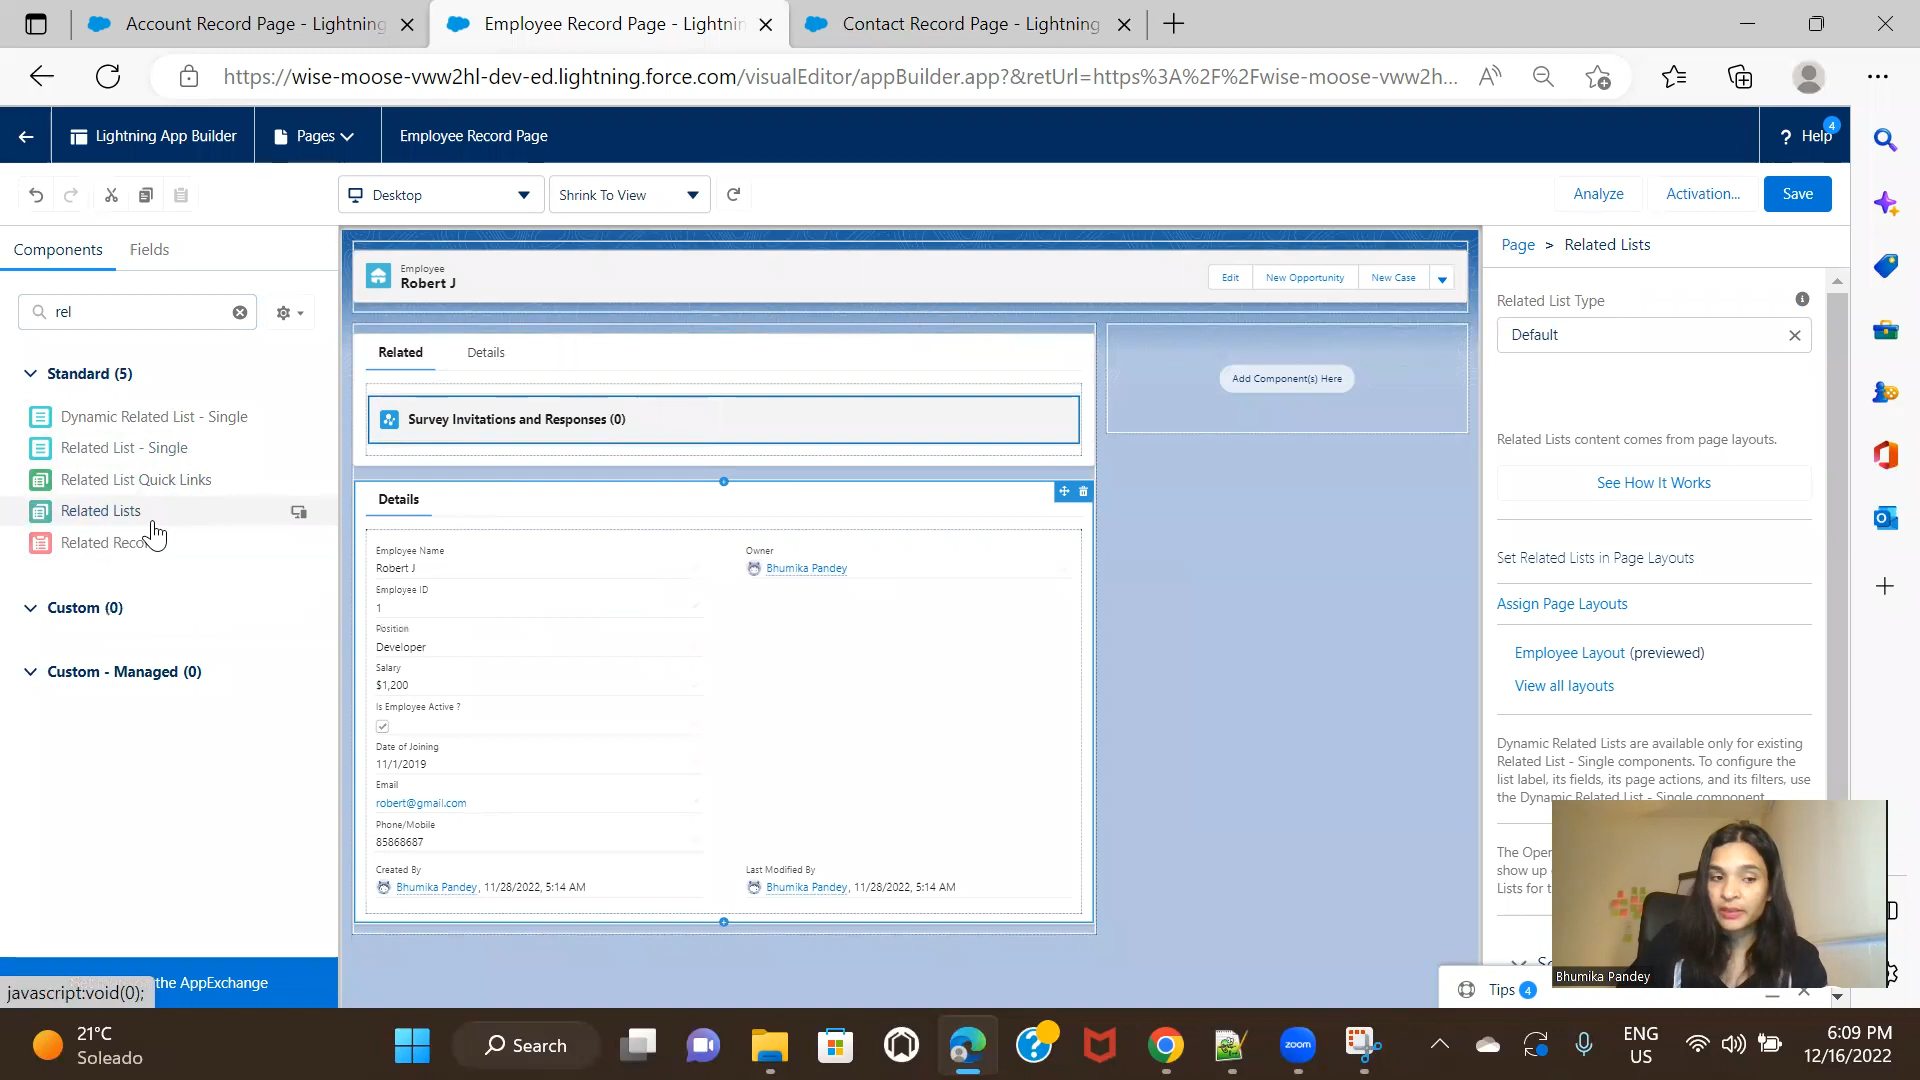 Account Record Page - Lightning
Employee Record Page - Lightnin
Contact Record Page - Lightning
https://wise-moose-vww2hl-dev-ed.lightning.force.com/visualEditor/appBuilder.app?&retUrl=https%3A%2F%2Fwise-moose-vww2h...
Lightning App Builder
Pages
Employee Record Page
? Help
4
Desktop
Shrink To View
Analyze
Activation...
Save
Components
Fields
rel
Standard (5)
Dynamic Related List - Single
Related List - Single
Related List Quick Links
Related Lists
Related Reco
Custom (0)
Custom - Managed (0)
the AppExchange
javascript:void(0);
Employee
Robert J
Edit
New Opportunity
New Case
Related
Details
Survey Invitations and Responses (0)
Add Component(s) Here
Details
Employee Name
Robert J
Owner
Bhumika Pandey
Employee ID
1
Position
Developer
Salary
$1,200
Is Employee Active ?
Date of Joining
11/1/2019
Email
robert@gmail.com
Phone/Mobile
85868687
Created By
Bhumika Pandey, 11/28/2022, 5:14 AM
Last Modified By
Bhumika Pandey, 11/28/2022, 5:14 AM
Page > Related Lists
Related List Type
Default
Related Lists content comes from page layouts.
See How It Works
Set Related Lists in Page Layouts
Assign Page Layouts
Employee Layout (previewed)
View all layouts
Dynamic Related Lists are available only for existing
Related List - Single components. To configure the
list label, its fields, its page actions, and its filters, use
the Dynamic Related List - Single component
The Oper
show up
Lists for t
Bhumika Pandey
Tips 4
21°C
Soleado
Search
zoom
ENG
US
6:09 PM
12/16/2022